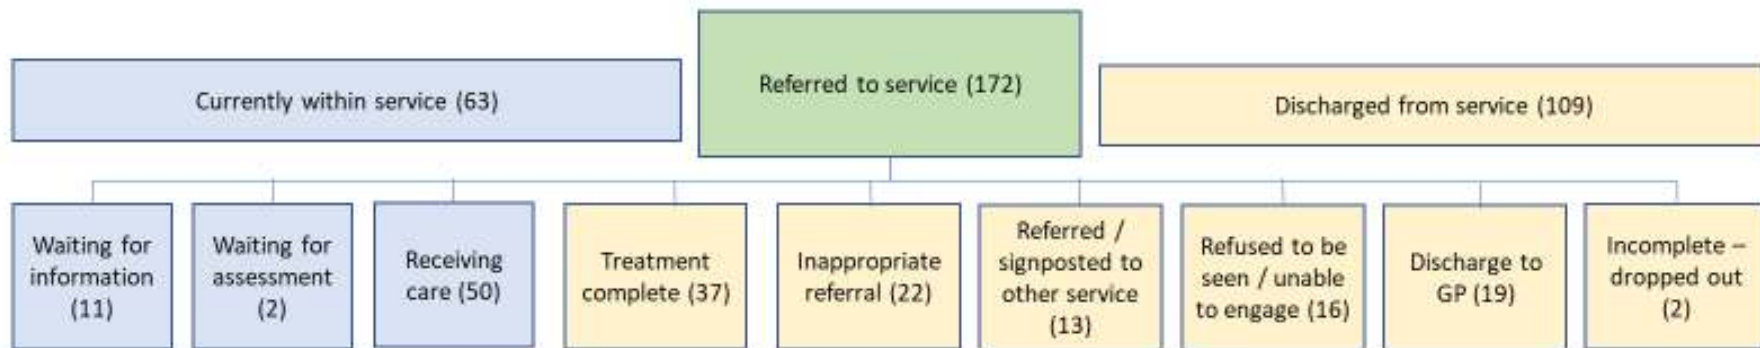 Referred to service (172)
Currently within service (63)
Discharged from service (109)
Waiting for
information
(11)
Waiting for
assessment
(2)
Receiving
care (50)
Treatment
complete (37)
Inappropriate
referral (22)
Referred /
signposted to
other service
(13)
Refused to be
seen / unable
to engage (16)
Discharge to
GP (19)
Incomplete –
dropped out
(2)